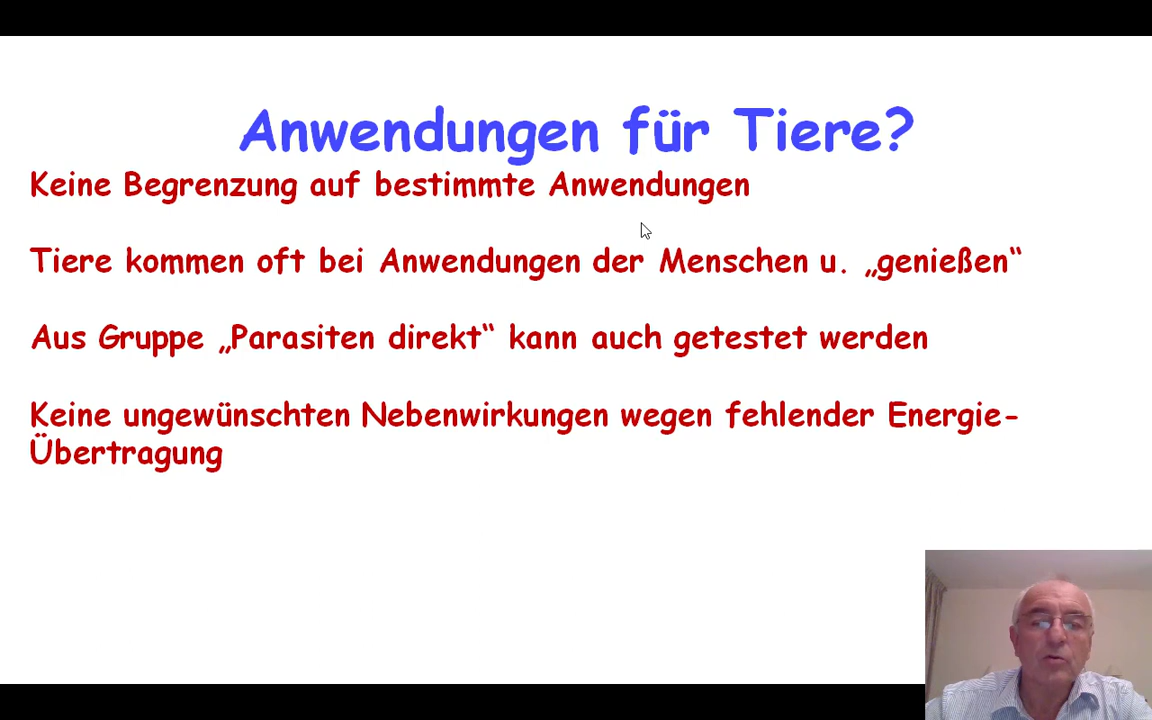 Anwendungen für Tiere?
Keine Begrenzung auf bestimmte Anwendungen
Tiere kommen oft bei Anwendungen der Menschen u. „genießen“
Aus Gruppe „Parasiten direkt“ kann auch getestet werden
Keine ungewünschten Nebenwirkungen wegen fehlender Energie-
Übertragung